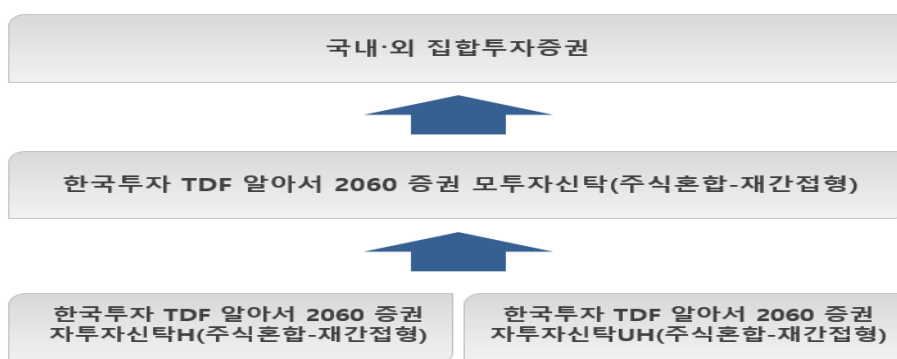 국내·외 집합투자증권
한국투자 TDF 알아서 2060 증권 모투자신탁(주식혼합-재간접형)
한국투자 TDF 알아서 2060 증권
자투자신탁H(주식혼합-재간접형)
한국투자 TDF 알아서 2060 증권
자투자신탁UH(주식혼합-재간접형)